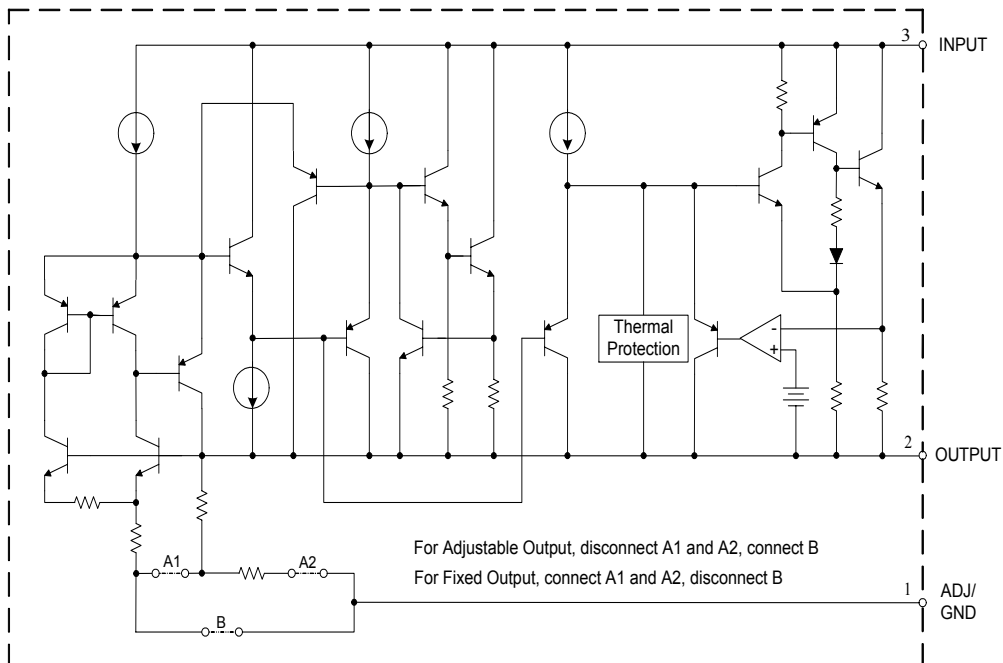 3
INPUT
Thermal
Protection
-
+
2
OUTPUT
For Adjustable Output, disconnect A1 and A2, connect B
A1
A2
For Fixed Output, connect A1 and A2, disconnect B
1
ADJ/
GND
B